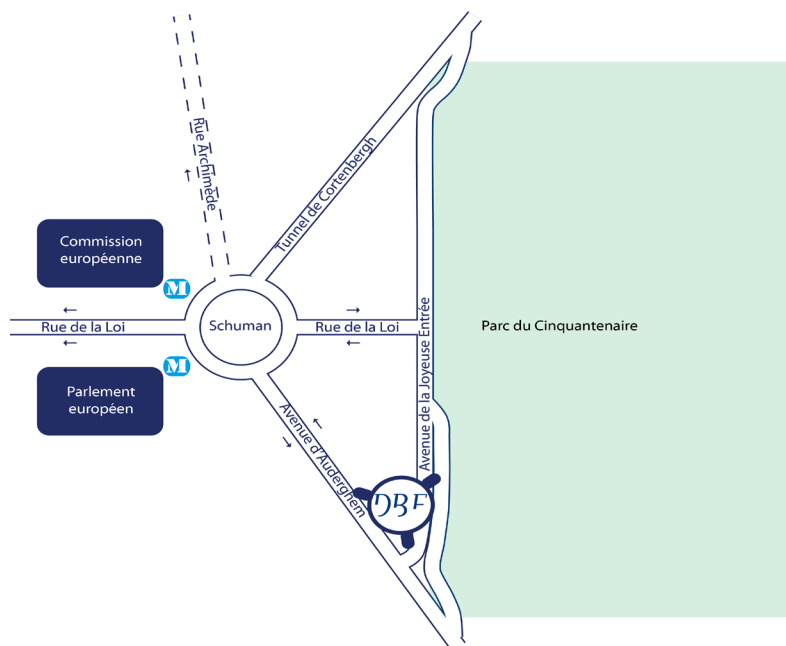 Rue Archimède
Tunnel de Cortenbergh
Commission
européenne
M
Rue de la Loi
Schuman
Rue de la Loi
Parc du Cinquantenaire
M
Parlement
européen
Avenue de la Joyeuse Entrée
Avenue d'Auderghem
DBF